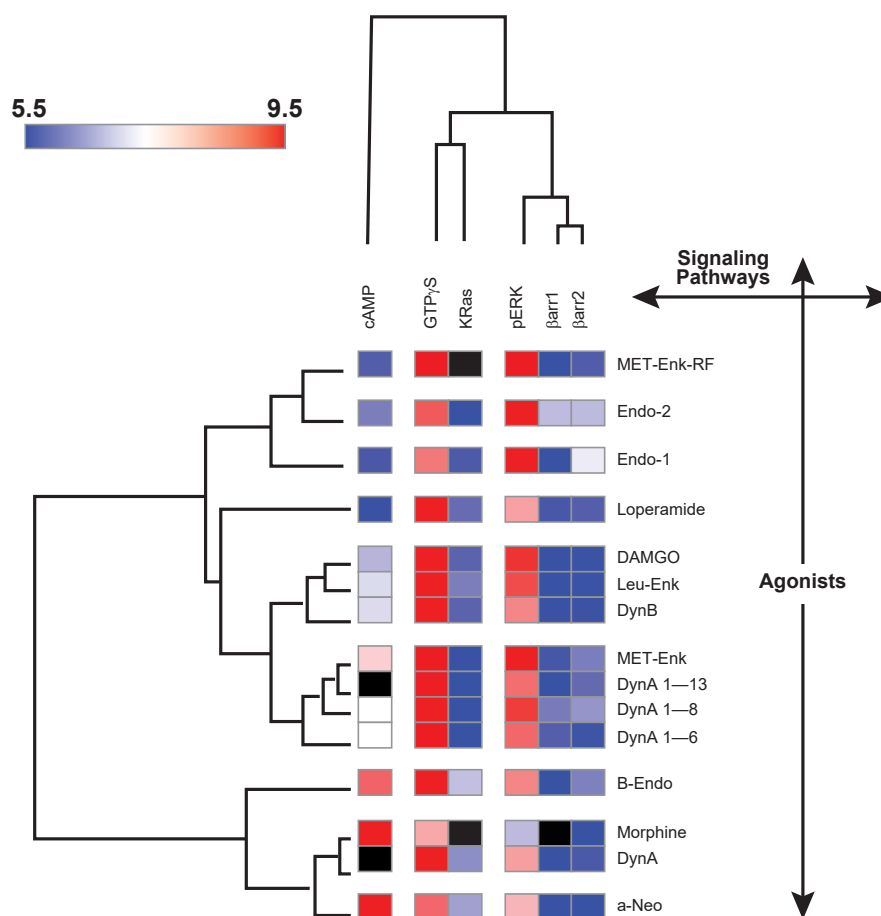 5.5 9.5
Signaling
Pathways
cAMP
GTPγS
KRas
pERK
βarr1
βarr2
MET-Enk-RF
Endo-2
Endo-1
Loperamide
DAMGO
Leu-Enk
DynB
Agonists
MET-Enk
DynA 1—13
DynA 1—8
DynA 1—6
B-Endo
Morphine
DynA
a-Neo